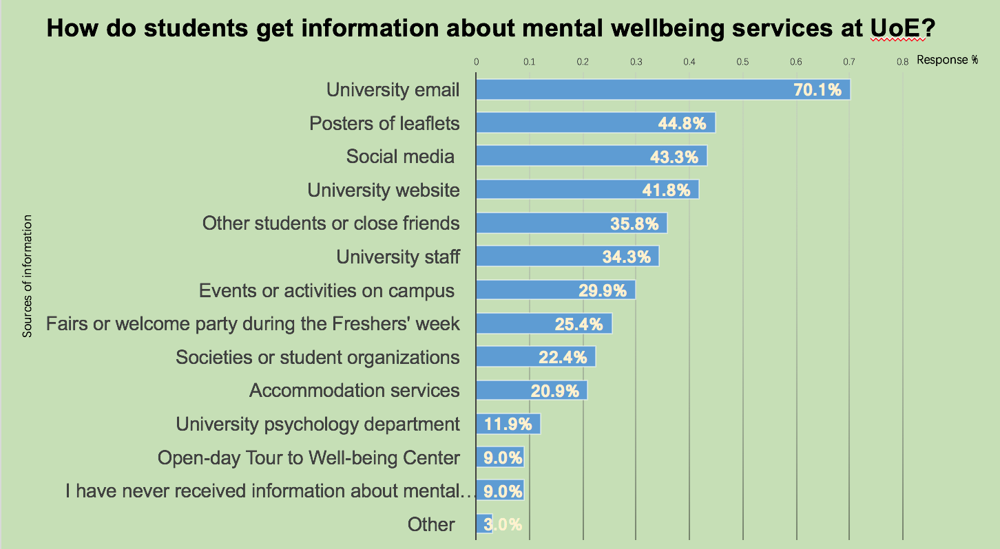 How do students get information about mental wellbeing services at UoE?
0 0.1 0.2 0.3 0.4 0.5 0.6 0.7 0.8 Response %
University email 70.1%
Posters of leaflets 44.8%
Social media 43.3%
University website 41.8%
Other students or close friends 35.8%
University staff 34.3%
Events or activities on campus 29.9%
Fairs or welcome party during the Freshers' week 25.4%
Societies or student organizations 22.4%
Accommodation services 20.9%
University psychology department 11.9%
Open-day Tour to Well-being Center 9.0%
I have never received information about mental… 9.0%
Other 3.0%
Sources of information